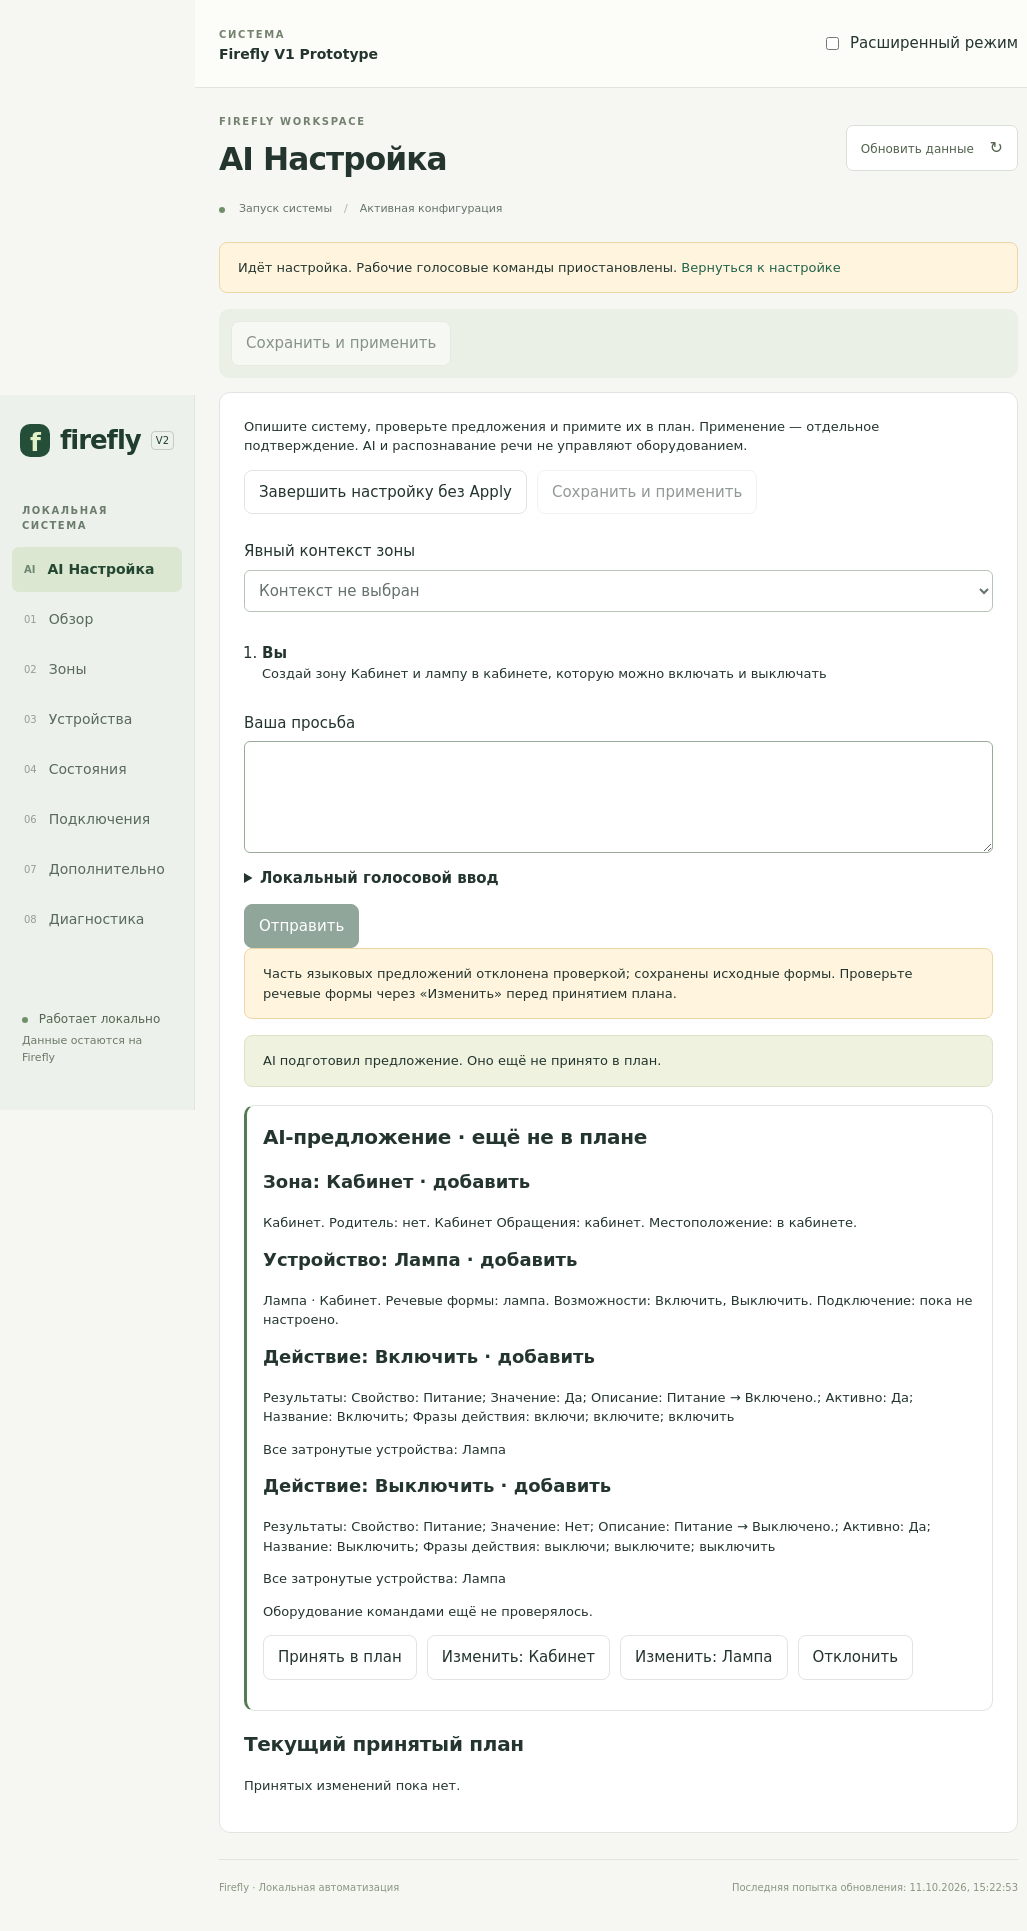 СИСТЕМА
Firefly V1 Prototype
Расширенный режим
FIREFLY WORKSPACE
AI Настройка
Обновить данные ↻
Запуск системы / Активная конфигурация
Идёт настройка. Рабочие голосовые команды приостановлены. Вернуться к настройке
Сохранить и применить
f firefly V2
ЛОКАЛЬНАЯ
СИСТЕМА
AI AI Настройка
01 Обзор
02 Зоны
03 Устройства
04 Состояния
06 Подключения
07 Дополнительно
08 Диагностика
Работает локально
Данные остаются на
Firefly
Опишите систему, проверьте предложения и примите их в план. Применение — отдельное
подтверждение. AI и распознавание речи не управляют оборудованием.
Завершить настройку без Apply
Сохранить и применить
Явный контекст зоны
Контекст не выбран
1. Вы
Создай зону Кабинет и лампу в кабинете, которую можно включать и выключать
Ваша просьба
▶ Локальный голосовой ввод
Отправить
Часть языковых предложений отклонена проверкой; сохранены исходные формы. Проверьте
речевые формы через «Изменить» перед принятием плана.
AI подготовил предложение. Оно ещё не принято в план.
AI-предложение · ещё не в плане
Зона: Кабинет · добавить
Кабинет. Родитель: нет. Кабинет Обращения: кабинет. Местоположение: в кабинете.
Устройство: Лампа · добавить
Лампа · Кабинет. Речевые формы: лампа. Возможности: Включить, Выключить. Подключение: пока не
настроено.
Действие: Включить · добавить
Результаты: Свойство: Питание; Значение: Да; Описание: Питание → Включено.; Активно: Да;
Название: Включить; Фразы действия: включи; включите; включить
Все затронутые устройства: Лампа
Действие: Выключить · добавить
Результаты: Свойство: Питание; Значение: Нет; Описание: Питание → Выключено.; Активно: Да;
Название: Выключить; Фразы действия: выключи; выключите; выключить
Все затронутые устройства: Лампа
Оборудование командами ещё не проверялось.
Принять в план
Изменить: Кабинет
Изменить: Лампа
Отклонить
Текущий принятый план
Принятых изменений пока нет.
Firefly · Локальная автоматизация
Последняя попытка обновления: 11.10.2026, 15:22:53